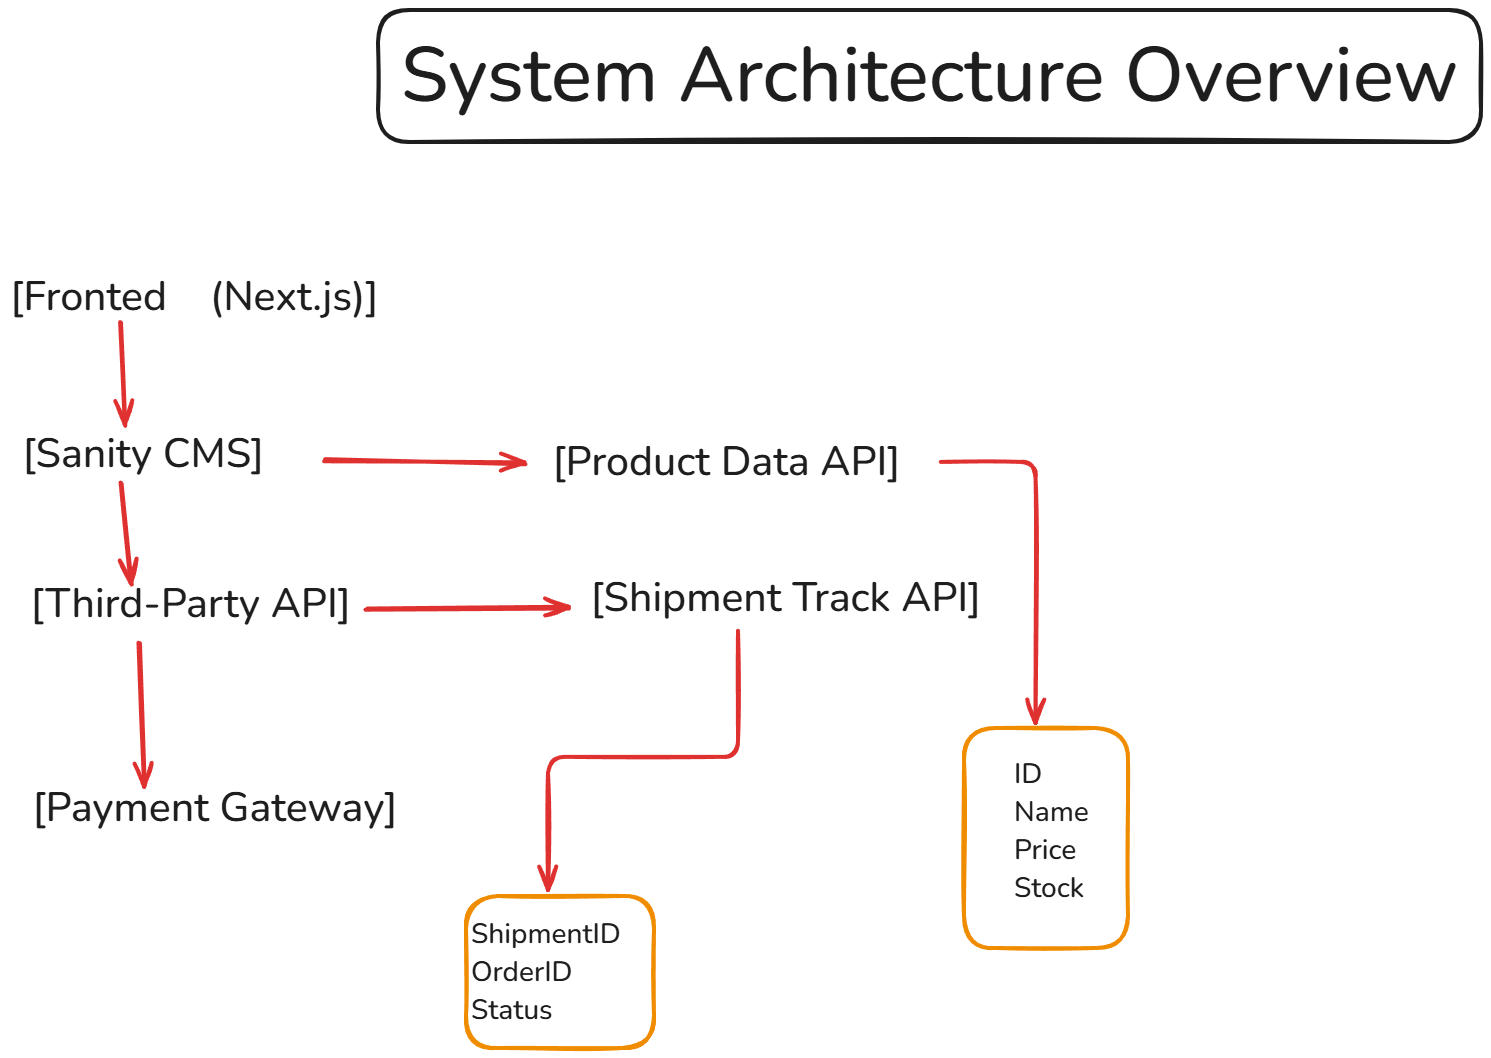 System Architecture Overview
[Fronted (Next.js)]
[Sanity CMS]
[Product Data API]
[Third-Party API]
[Shipment Track API]
[Payment Gateway]
ID
Name
Price
Stock
ShipmentID
OrderID
Status